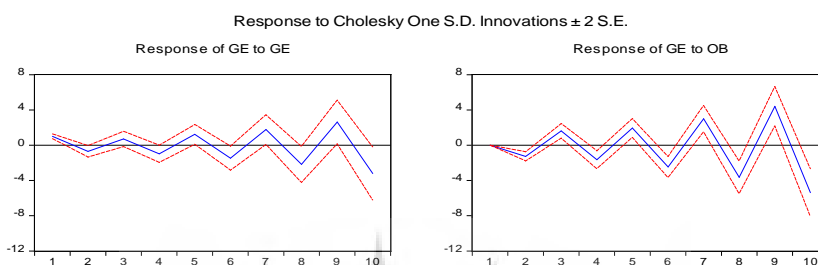 Response to Cholesky One S.D. Innovations ± 2 S.E.
Response of GE to GE
8
4
0
-4
-8
-12
1 2 3 4 5 6 7 8 9 10
Response of GE to OB
8
4
0
-4
-8
-12
1 2 3 4 5 6 7 8 9 10